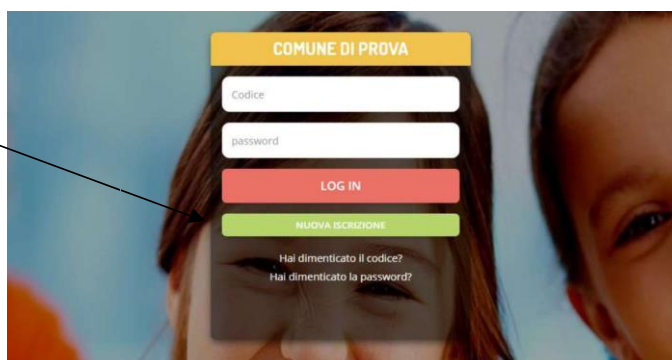 COMUNE DI PROVA
Codice
password
LOG IN
NUOVA ISCRIZIONE
Hai dimenticato il codice?
Hai dimenticato la password?